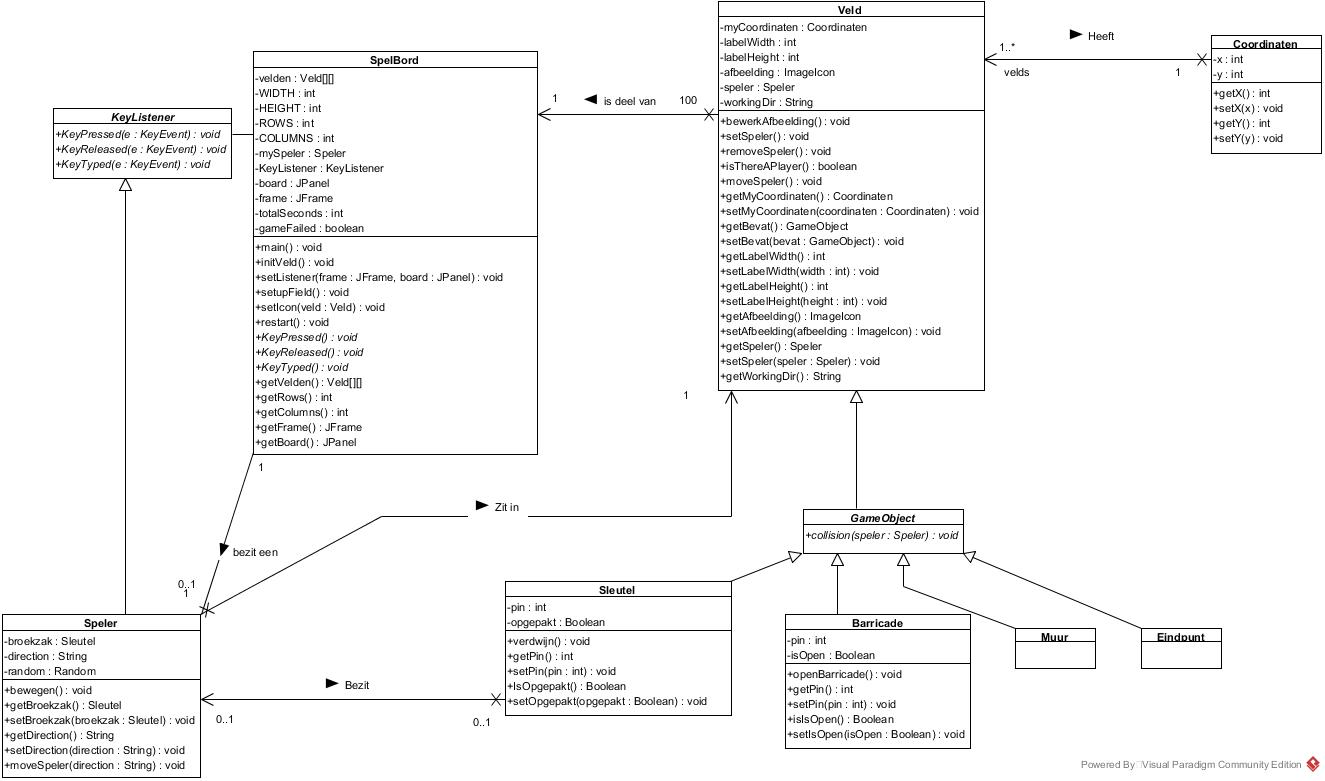 KeyListener
+KeyPressed(e : KeyEvent) : void
+KeyReleased(e : KeyEvent) : void
+KeyTyped(e : KeyEvent) : void
SpelBord
-velden : Veld[][]
-WIDTH : int
-HEIGHT : int
-ROWS : int
-COLUMNS : int
-mySpeler : Speler
-KeyListener : KeyListener
-board : JPanel
-frame : JFrame
-totalSeconds : int
-gameFailed : boolean
+main() : void
+initVeld() : void
+setListener(frame : JFrame, board : JPanel) : void
+setupField() : void
+setIcon(veld : Veld) : void
+restart() : void
+KeyPressed() : void
+KeyReleased() : void
+KeyTyped() : void
+getVelden() : Veld[][]
+getRows() : int
+getColumns() : int
+getFrame() : JFrame
+getBoard() : JPanel
1
is deel van
100
Veld
-myCoordinaten : Coordinaten
-labelWidth : int
-labelHeight : int
-afbeelding : ImageIcon
-speler : Speler
-workingDir : String
+bewerkAfbeelding() : void
+setSpeler() : void
+removeSpeler() : void
+isThereAPlayer() : boolean
+moveSpeler() : void
+getMyCoordinaten() : Coordinaten
+setMyCoordinaten(coordinaten : Coordinaten) : void
+getBevat() : GameObject
+setBevat(bevat : GameObject) : void
+getLabelWidth() : int
+setLabelWidth(width : int) : void
+getLabelHeight() : int
+setLabelHeight(height : int) : void
+getAfbeelding() : ImageIcon
+setAfbeelding(afbeelding : ImageIcon) : void
+getSpeler() : Speler
+setSpeler(speler : Speler) : void
+getWorkingDir() : String
Heeft
1..*
velds
1
Coordinaten
-x : int
-y : int
+getX() : int
+setX(x) : void
+getY() : int
+setY(y) : void
1
1
Zit in
bezit een
0..1
1
GameObject
+collision(speler : Speler) : void
Speler
-broekzak : Sleutel
-direction : String
-random : Random
+bewegen() : void
+getBroekzak() : Sleutel
+setBroekzak(broekzak : Sleutel) : void
+getDirection() : String
+setDirection(direction : String) : void
+moveSpeler(direction : String) : void
Bezit
0..1
0..1
Sleutel
-pin : int
-opgepakt : Boolean
+verdwijn() : void
+getPin() : int
+setPin(pin : int) : void
+IsOpgepakt() : Boolean
+setOpgepakt(opgepakt : Boolean) : void
Barricade
-pin : int
-isOpen : Boolean
+openBarricade() : void
+getPin() : int
+setPin(pin : int) : void
+isIsOpen() : Boolean
+setIsOpen(isOpen : Boolean) : void
Muur
Eindpunt
Powered By Visual Paradigm Community Edition